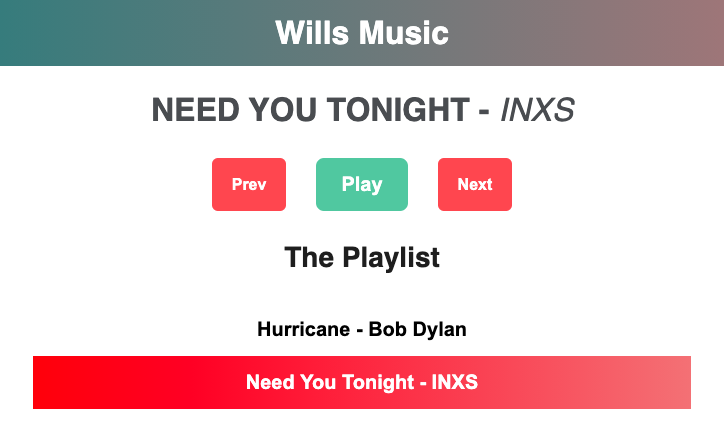 Wills Music
NEED YOU TONIGHT - INXS
Prev Play Next
The Playlist
Hurricane - Bob Dylan
Need You Tonight - INXS